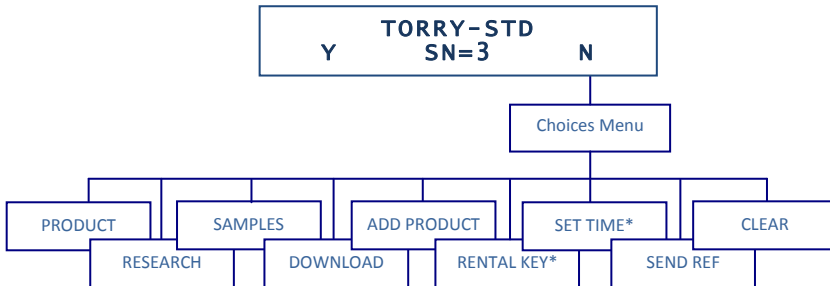 TORRY-STD
Y SN=3 N
Choices Menu
PRODUCT
SAMPLES
ADD PRODUCT
SET TIME*
CLEAR
RESEARCH
DOWNLOAD
RENTAL KEY*
SEND REF